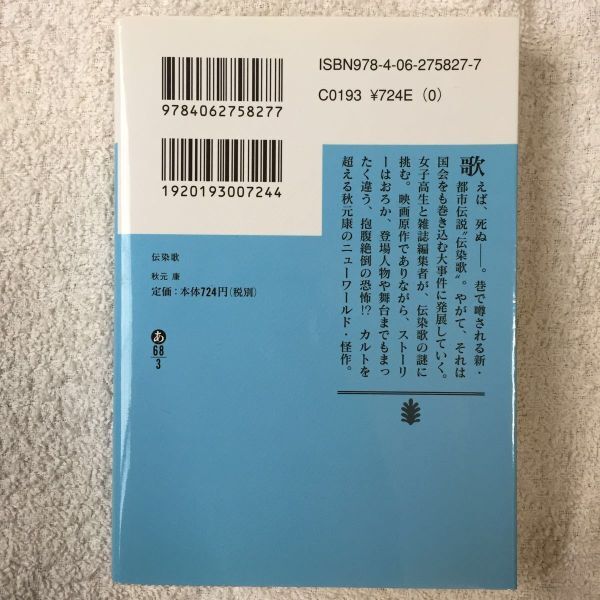 ISBN978-4-06-275827-7
C0193 ¥724E (0)
9784062758277
1920193007244
歌えば、死ぬ――。巷で噂される新・
都市伝説〝伝染歌〟。やがて、それは
国会をも巻き込む大事件に発展していく。
女子高生と雑誌編集者が、伝染歌の謎に
挑む。映画原作でありながら、ストーリ
ーはおろか、登場人物や舞台までもまっ
たく違う、抱腹絶倒の恐怖!? カルトを
超える秋元康のニューワールド・怪作。
伝染歌
秋元 康
定価:本体724円(税別)
あ
68
3